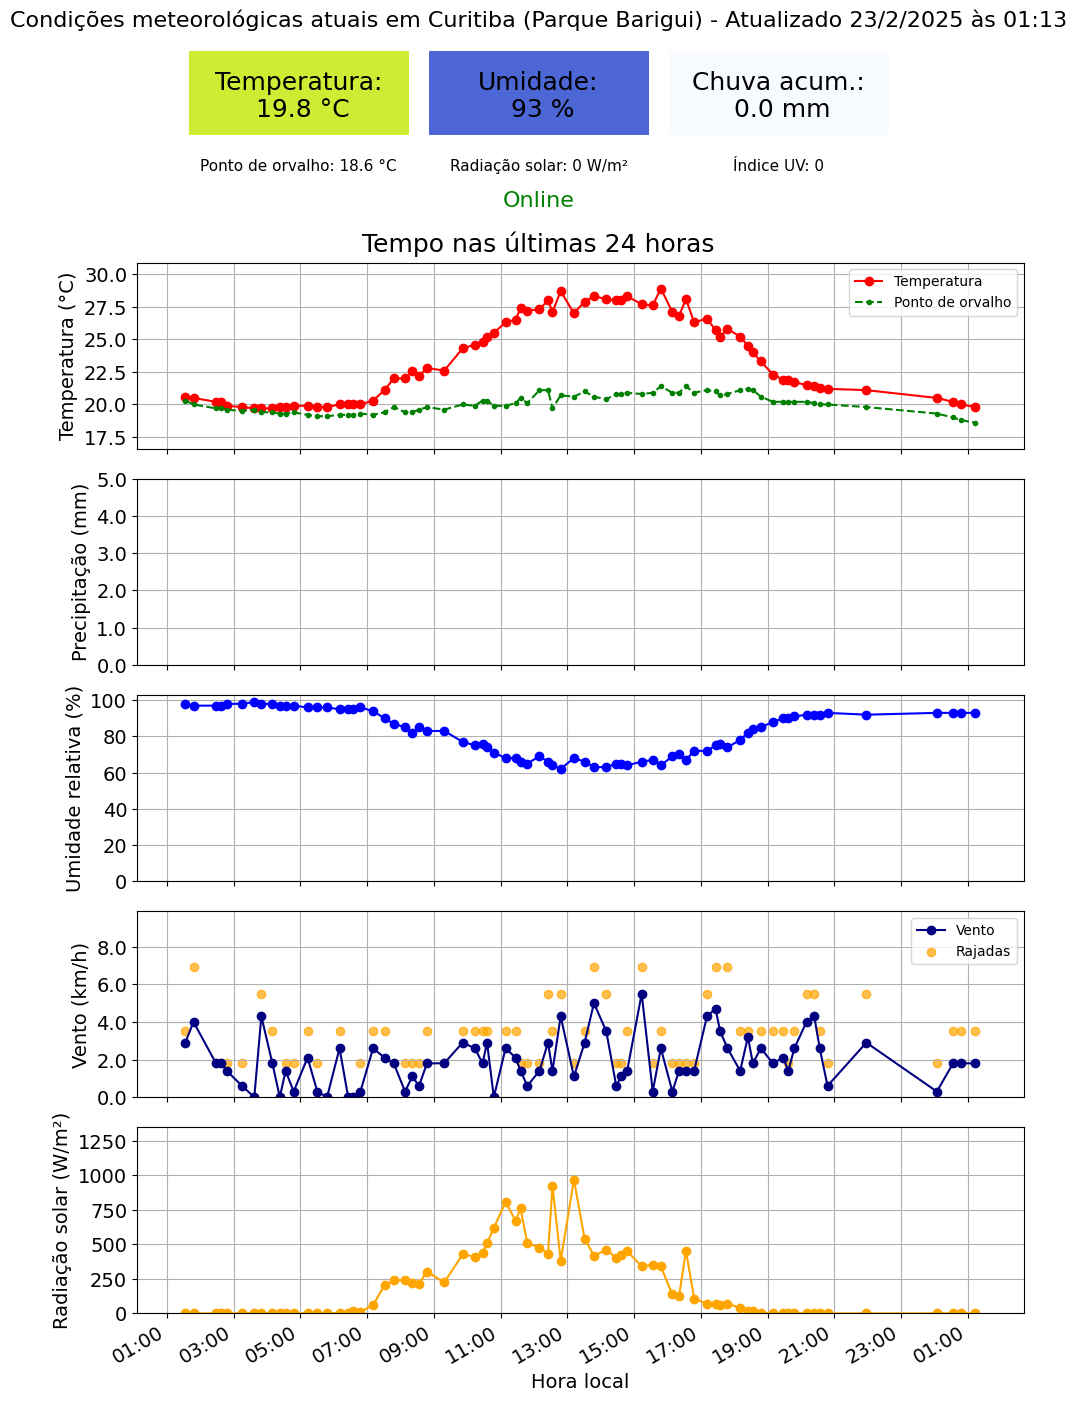 Condições meteorológicas atuais em Curitiba (Parque Barigui) - Atualizado 23/2/2025 às 01:13
Temperatura:
19.8 °C
Umidade:
93 %
Chuva acum.:
0.0 mm
Ponto de orvalho: 18.6 °C
Radiação solar: 0 W/m²
Índice UV: 0
Online
Tempo nas últimas 24 horas
Temperatura (°C)
30.0
27.5
25.0
22.5
20.0
17.5
Temperatura
Ponto de orvalho
Precipitação (mm)
5.0
4.0
3.0
2.0
1.0
0.0
Umidade relativa (%)
100
80
60
40
20
0
Vento (km/h)
8.0
6.0
4.0
2.0
0.0
Vento
Rajadas
Radiação solar (W/m²)
1250
1000
750
500
250
0
01:00
03:00
05:00
07:00
09:00
11:00
13:00
15:00
17:00
19:00
21:00
23:00
01:00
Hora local